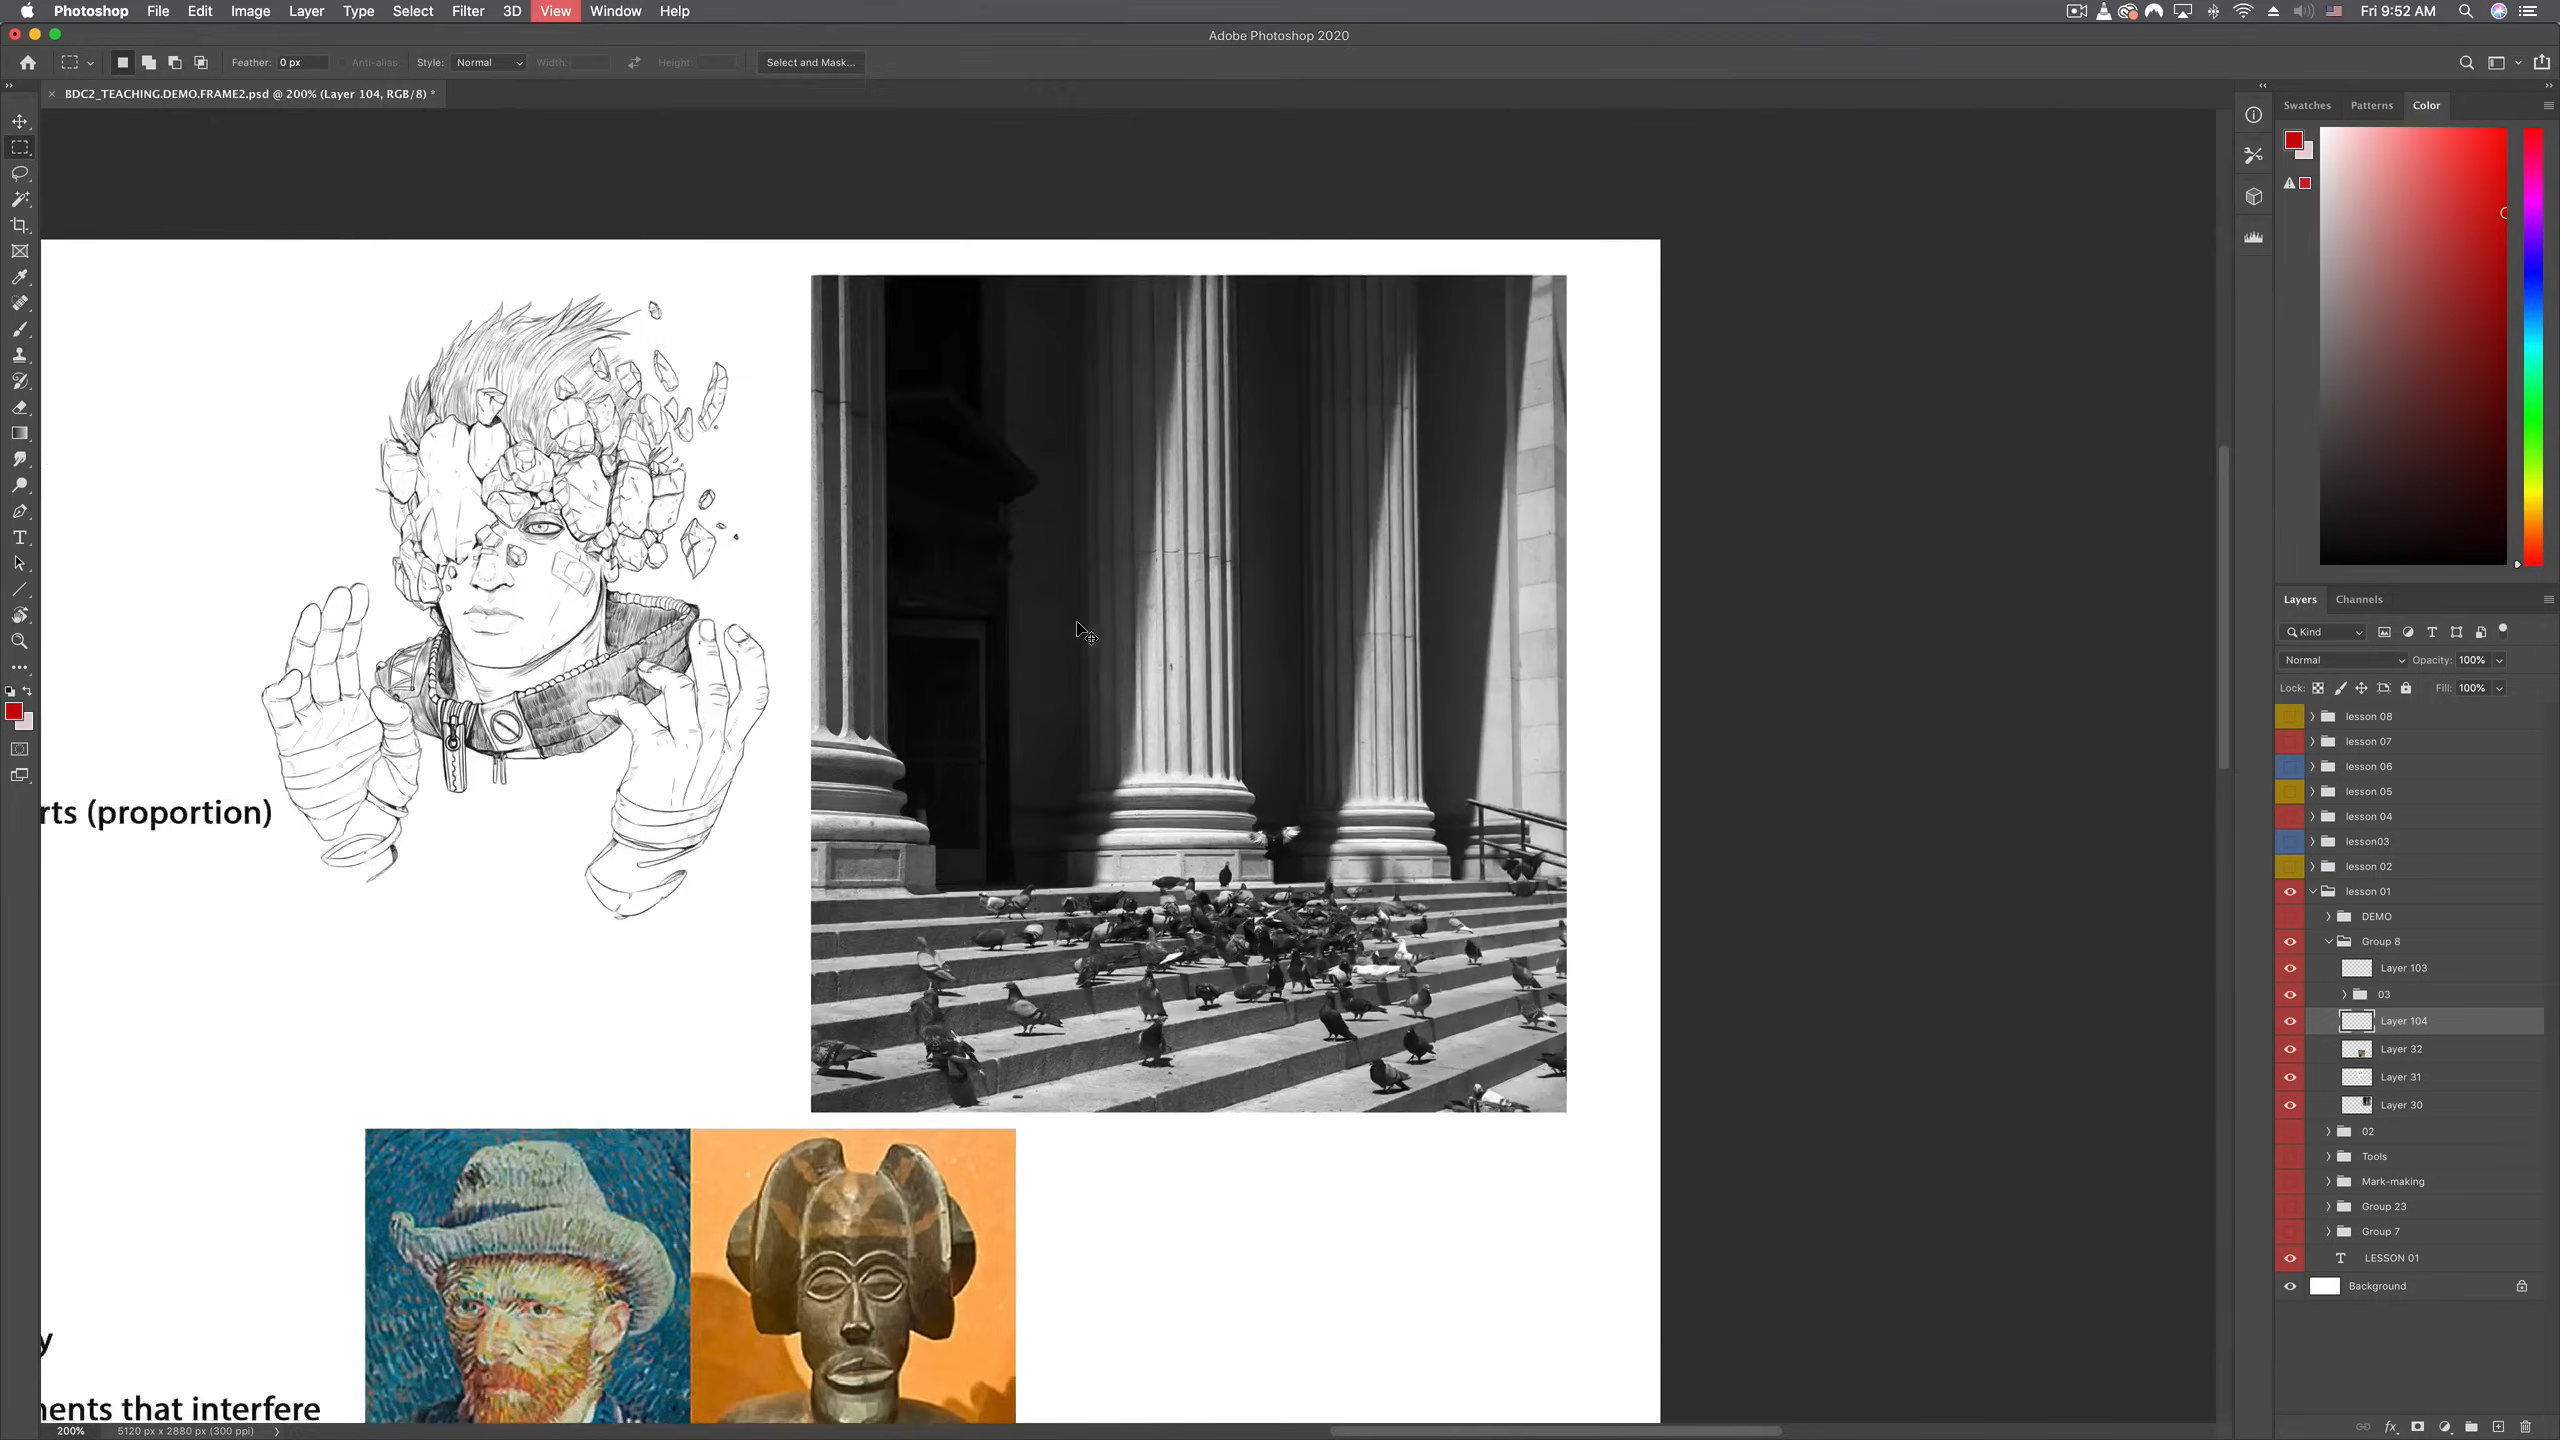 Photoshop File Edit Image Layer Type Select Filter 3D View Window Help
Fri 9:52 AM
Adobe Photoshop 2020
Feather: 0 px Anti-alias Style: Normal Width: Height: Select and Mask...
BDC2_TEACHING.DEMO.FRAME2.psd @ 200% (Layer 104, RGB/8) *
Swatches Patterns Color
rts (proportion)
y
nents that interfere
Layers Channels
Kind
Normal Opacity: 100%
Lock: Fill: 100%
lesson 08
lesson 07
lesson 06
lesson 05
lesson 04
lesson03
lesson 02
lesson 01
DEMO
Group 8
Layer 103
03
Layer 104
Layer 32
Layer 31
Layer 30
02
Tools
Mark-making
Group 23
Group 7
T LESSON 01
Background
fx
200% 5120 px x 2880 px (300 ppi)